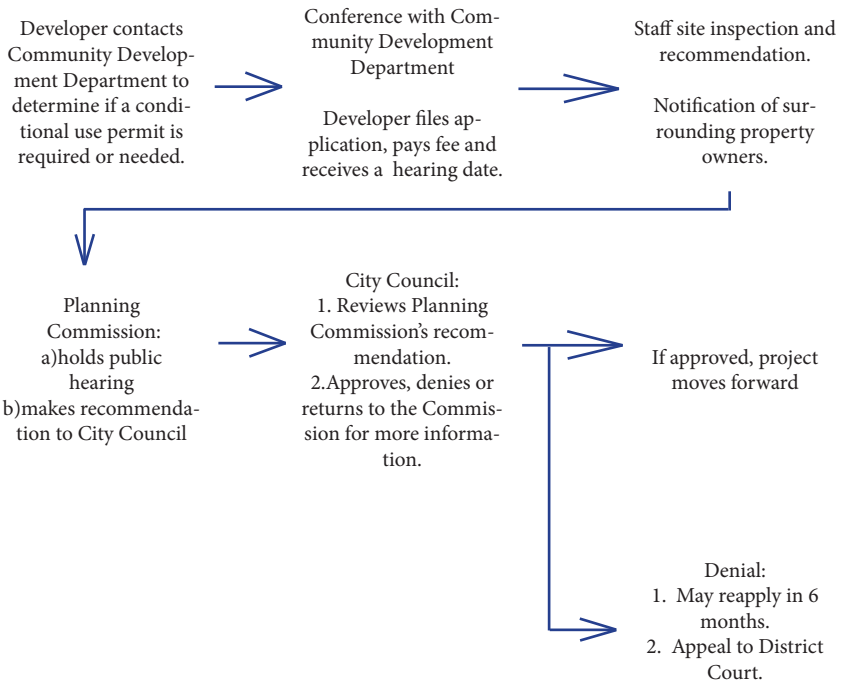 Developer contacts
Community Develop-
ment Department to
determine if a condi-
tional use permit is
required or needed.
Conference with Com-
munity Development
Department
Developer files ap-
plication, pays fee and
receives a hearing date.
Staff site inspection and
recommendation.
Notification of sur-
rounding property
owners.
Planning
Commission:
a)holds public
hearing
b)makes recommenda-
tion to City Council
City Council:
1. Reviews Planning
Commission's recom-
mendation.
2.Approves, denies or
returns to the Commis-
sion for more informa-
tion.
If approved, project
moves forward
Denial:
1. May reapply in 6
months.
2. Appeal to District
Court.